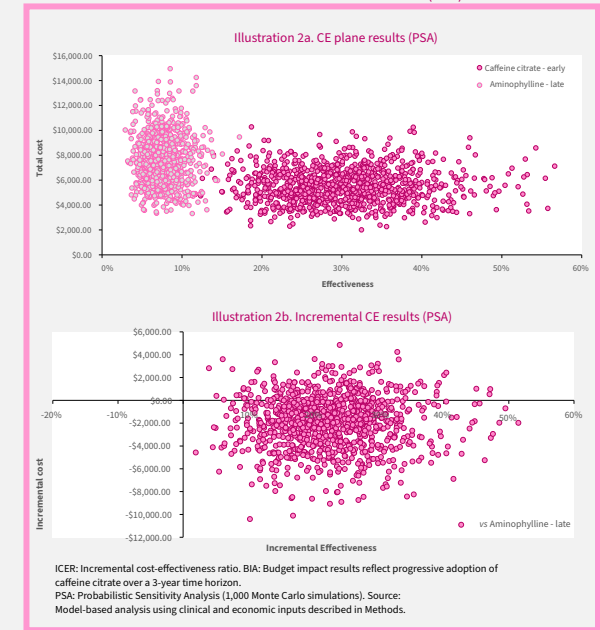 Illustration 2a. CE plane results (PSA)
$16,000.00
Caffeine citrate - early
$14,000.00
Aminophylline - late
$12,000.00
$10,000.00
Total cost
$8,000.00
$6,000.00
$4,000.00
$2,000.00
$0.00
0% 10% 20% 30% 40% 50% 60%
Effectiveness
Illustration 2b. Incremental CE results (PSA)
$6,000.00
$4,000.00
$2,000.00
$0.00
-20% -10% 10% 40% 50% 60%
-$2,000.00
-$4,000.00
Incremental cost
-$6,000.00
-$8,000.00
-$10,000.00
vs Aminophylline - late
-$12,000.00
Incremental Effectiveness
ICER: Incremental cost-effectiveness ratio. BIA: Budget impact results reflect progressive adoption of
caffeine citrate over a 3-year time horizon.
PSA: Probabilistic Sensitivity Analysis (1,000 Monte Carlo simulations). Source:
Model-based analysis using clinical and economic inputs described in Methods.